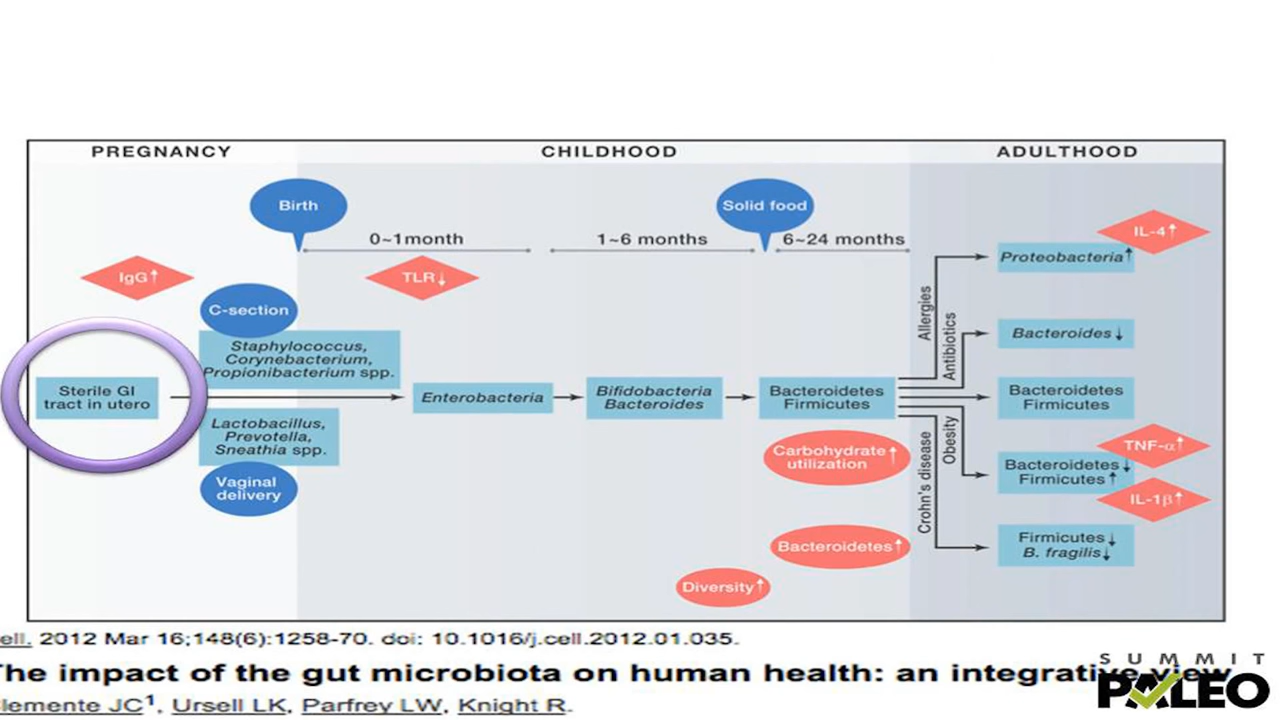 PREGNANCY
CHILDHOOD
ADULTHOOD
Birth
Solid food
0~1month
1~6 months
6~24 months
IL-4↑
Proteobacteria↑
IgG↑
TLR↓
C-section
Staphylococcus,
Corynebacterium,
Propionibacterium spp.
Allergies
Antibiotics
Bacteroides↓
Sterile GI
tract in utero
Enterobacteria
Bifidobacteria
Bacteroides
Bacteroidetes
Firmicutes
Bacteroidetes
Firmicutes
Lactobacillus,
Prevotella,
Sneathia spp.
Vaginal
delivery
Carbohydrate↑
utilization
Crohn's disease
Obesity
TNF-α↑
Bacteroidetes↓
Firmicutes↑
IL-1β↑
Bacteroidetes↑
Firmicutes↓
B. fragilis↓
Diversity↑
ell. 2012 Mar 16;148(6):1258-70. doi: 10.1016/j.cell.2012.01.035.
The impact of the gut microbiota on human health: an integrative view
lemente JC1, Ursell LK, Parfrey LW, Knight R.
SUMMIT
PALEO